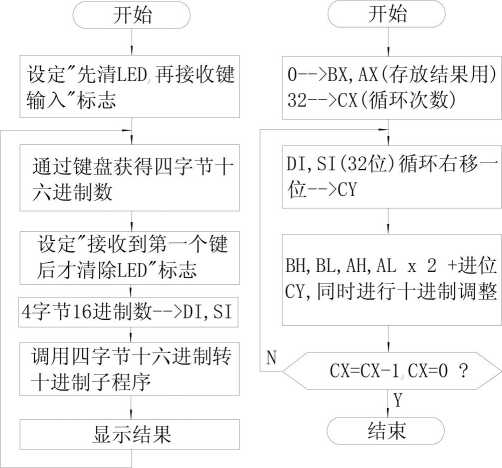 开始
设定"先清LED,再接收键
输入"标志
通过键盘获得四字节十
六进制数
设定"接收到第一个键
后才清除LED"标志
4字节16进制数-->DI,SI
调用四字节十六进制转
十进制子程序
显示结果
开始
0-->BX,AX(存放结果用)
32-->CX(循环次数)
DI,SI(32位)循环右移一
位-->CY
BH,BL,AH,AL x 2 +进位
CY,同时进行十进制调整
N
CX=CX-1,CX=0 ?
Y
结束